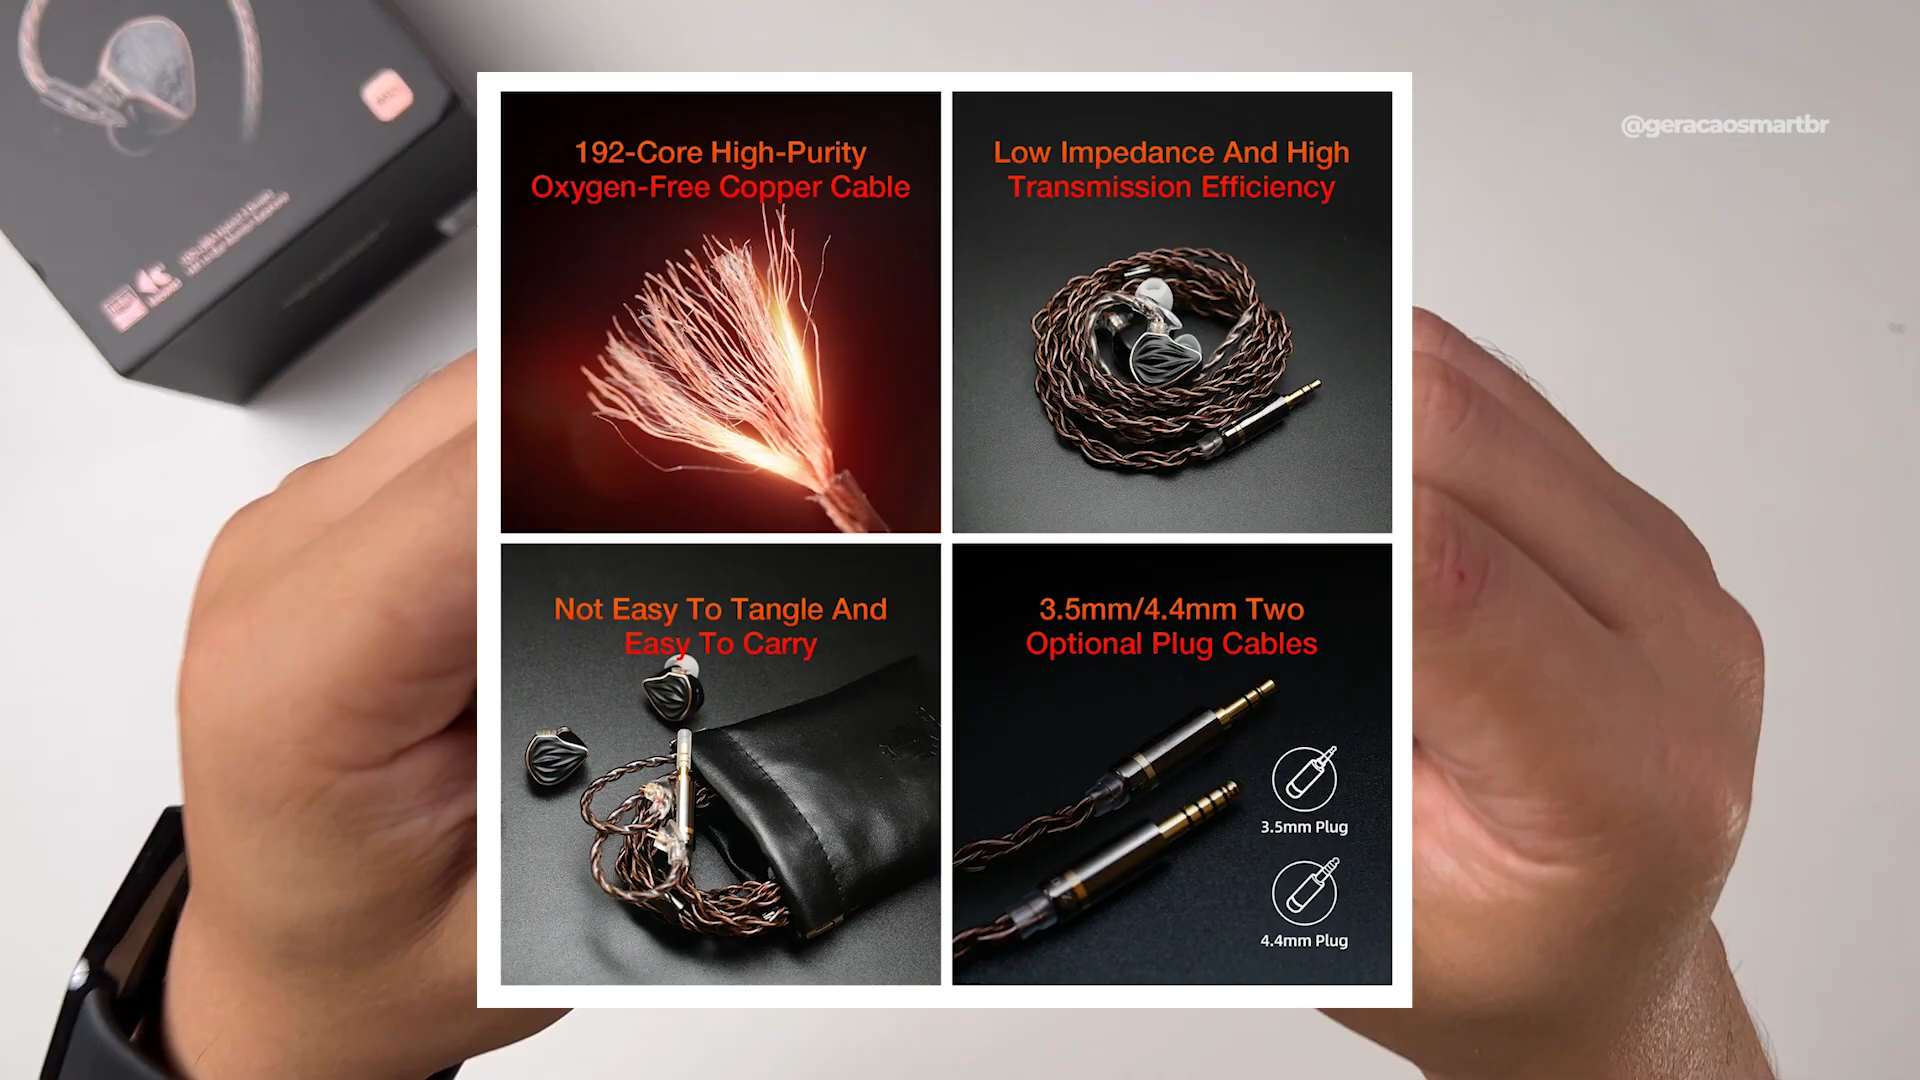 @geracaosmartbr
192-Core High-Purity
Oxygen-Free Copper Cable
Low Impedance And High
Transmission Efficiency
Not Easy To Tangle And
Easy To Carry
3.5mm/4.4mm Two
Optional Plug Cables
3.5mm Plug
4.4mm Plug